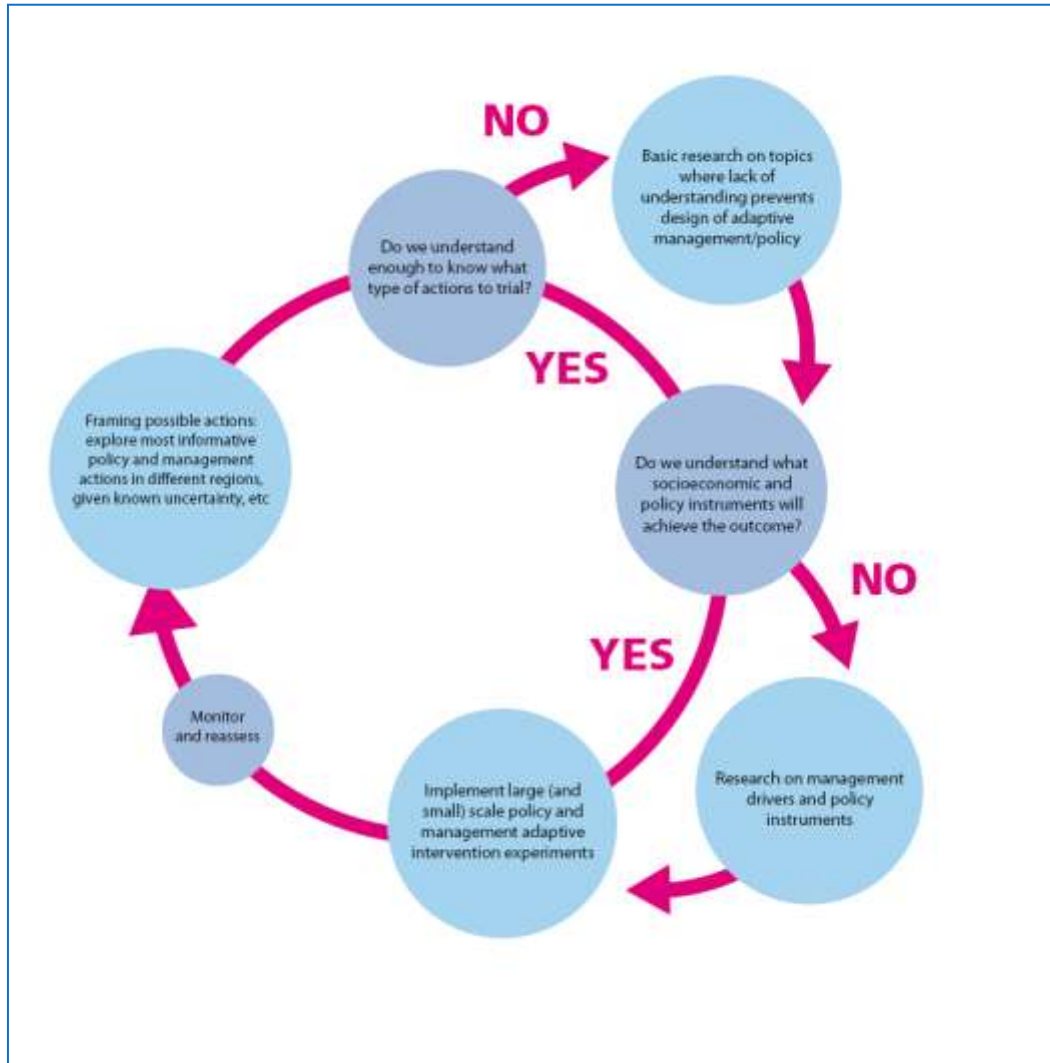 NO
Basic research on topics
where lack of
understanding prevents
design of adaptive
management/policy
Do we understand
enough to know what
type of actions to trial?
YES
Framing possible actions:
explore most informative
policy and management
actions in different regions,
given known uncertainty, etc
Do we understand what
socioeconomic and
policy instruments will
achieve the outcome?
NO
YES
Monitor
and reassess
Implement large (and
small) scale policy and
management adaptive
intervention experiments
Research on management
drivers and policy
instruments